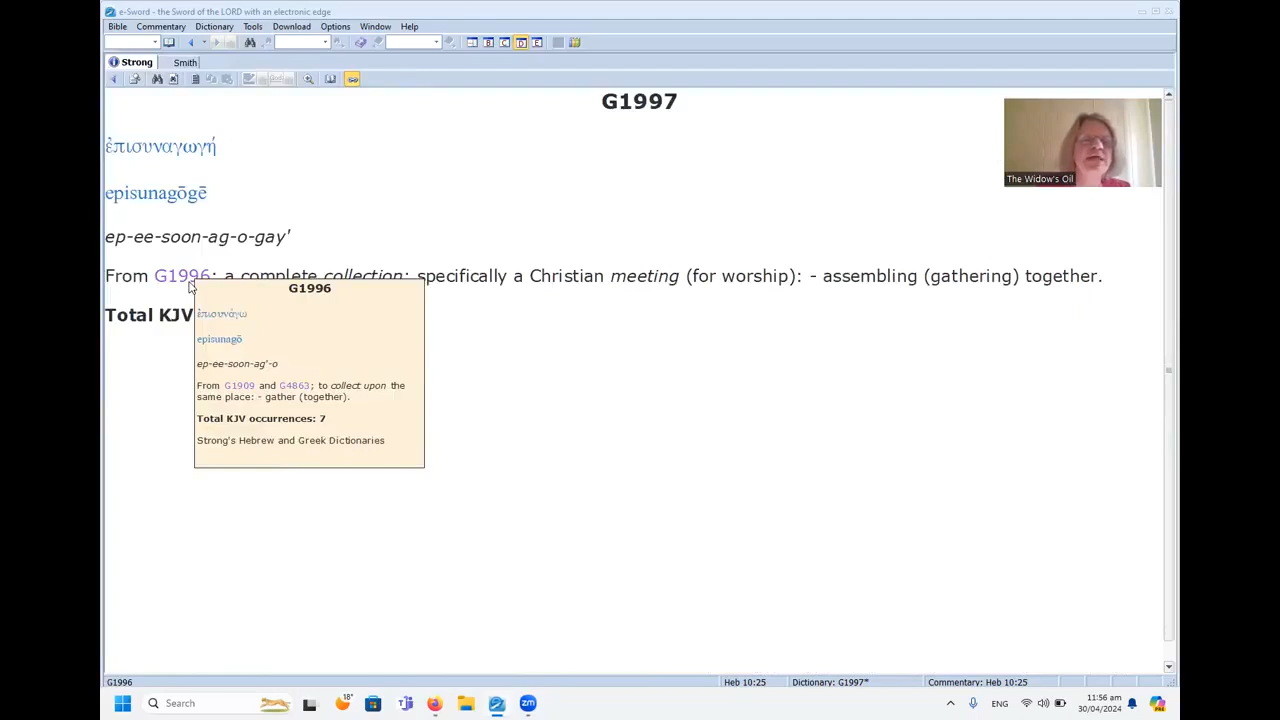 e-Sword - the Sword of the LORD with an electronic edge
Bible Commentary Dictionary Tools Download Options Window Help
B C D E
Strong Smith
G1997
ἐπισυναγωγή
episunagōgē
ep-ee-soon-ag-o-gay'
From G1996; a complete collection; specifically a Christian meeting (for worship): - assembling (gathering) together.
Total KJV
G1996
ἐπισυνάγω
episunagō
ep-ee-soon-ag'-o
From G1909 and G4863; to collect upon the
same place: - gather (together).
Total KJV occurrences: 7
Strong's Hebrew and Greek Dictionaries
The Widow's Oil
G1996 Heb 10:25 Dictionary: G1997* Commentary: Heb 10:25
Search 18° ENG 11:56 am
30/04/2024